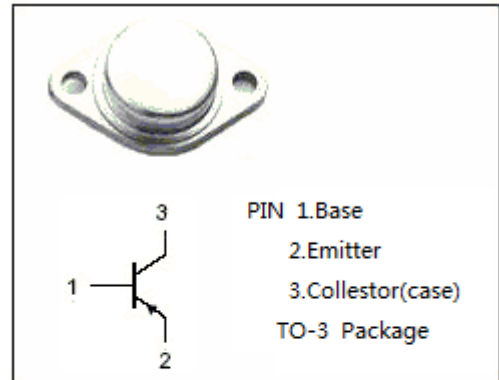 3
1
2
PIN 1.Base
2.Emitter
3.Collestor(case)
TO-3 Package